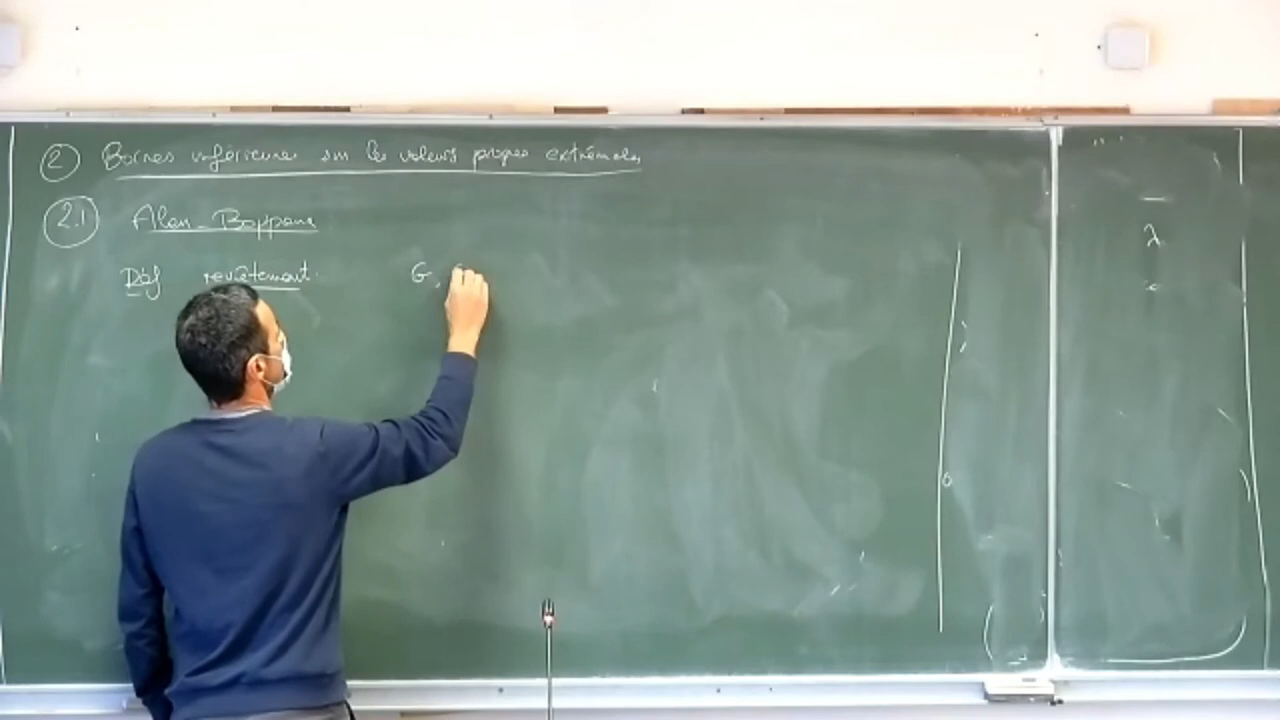 ② Bornes inférieures sur les valeurs propres extrémales
2.1 Alon-Boppana
Déf revêtement. G,
λ